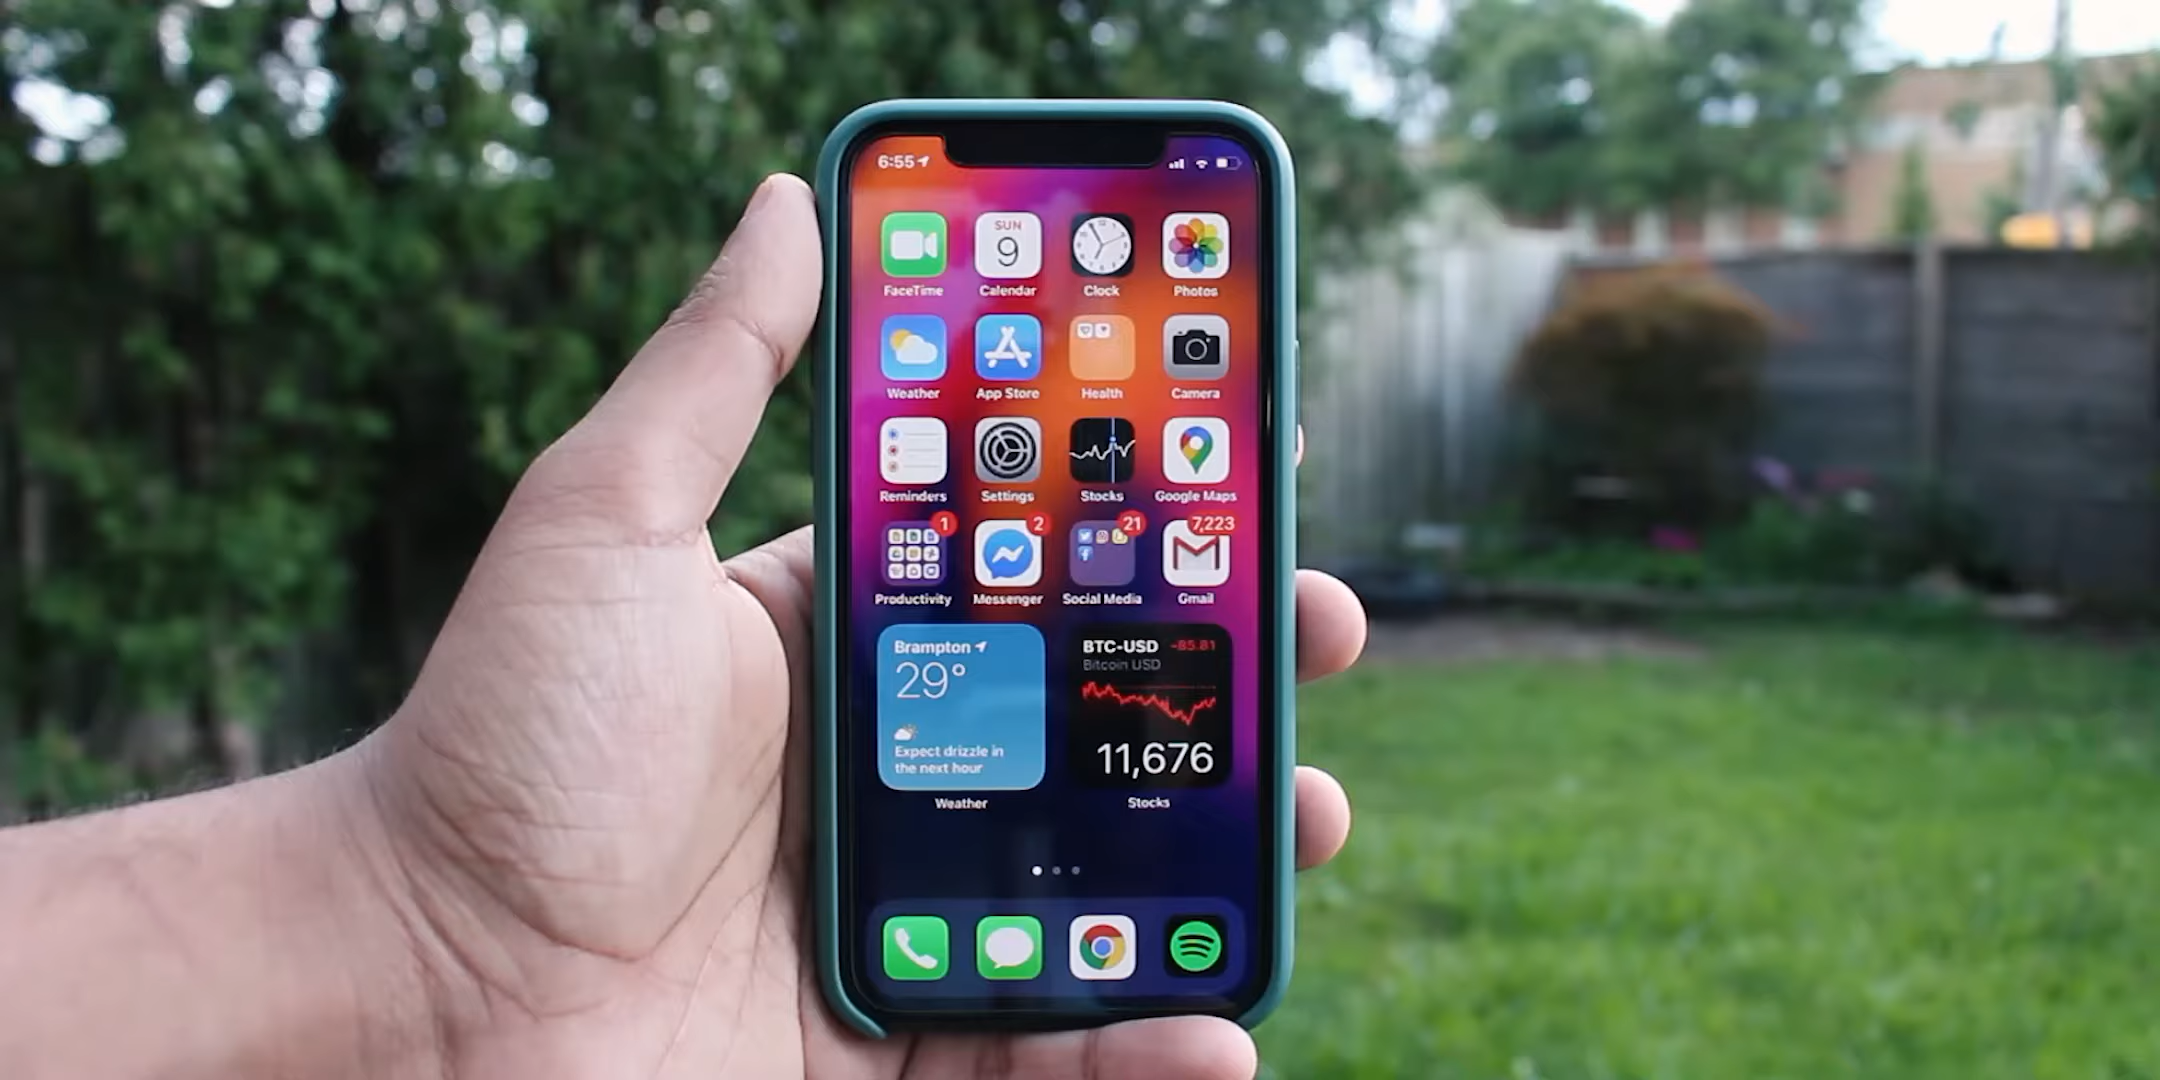 6:55
SUN
9
FaceTime Calendar Clock Photos
Weather App Store Health Camera
Reminders Settings Stocks Google Maps
1 2 21 7,223
Productivity Messenger Social Media Gmail
Brampton
29°
Expect drizzle in
the next hour
Weather
BTC-USD -85.81
Bitcoin USD
11,676
Stocks